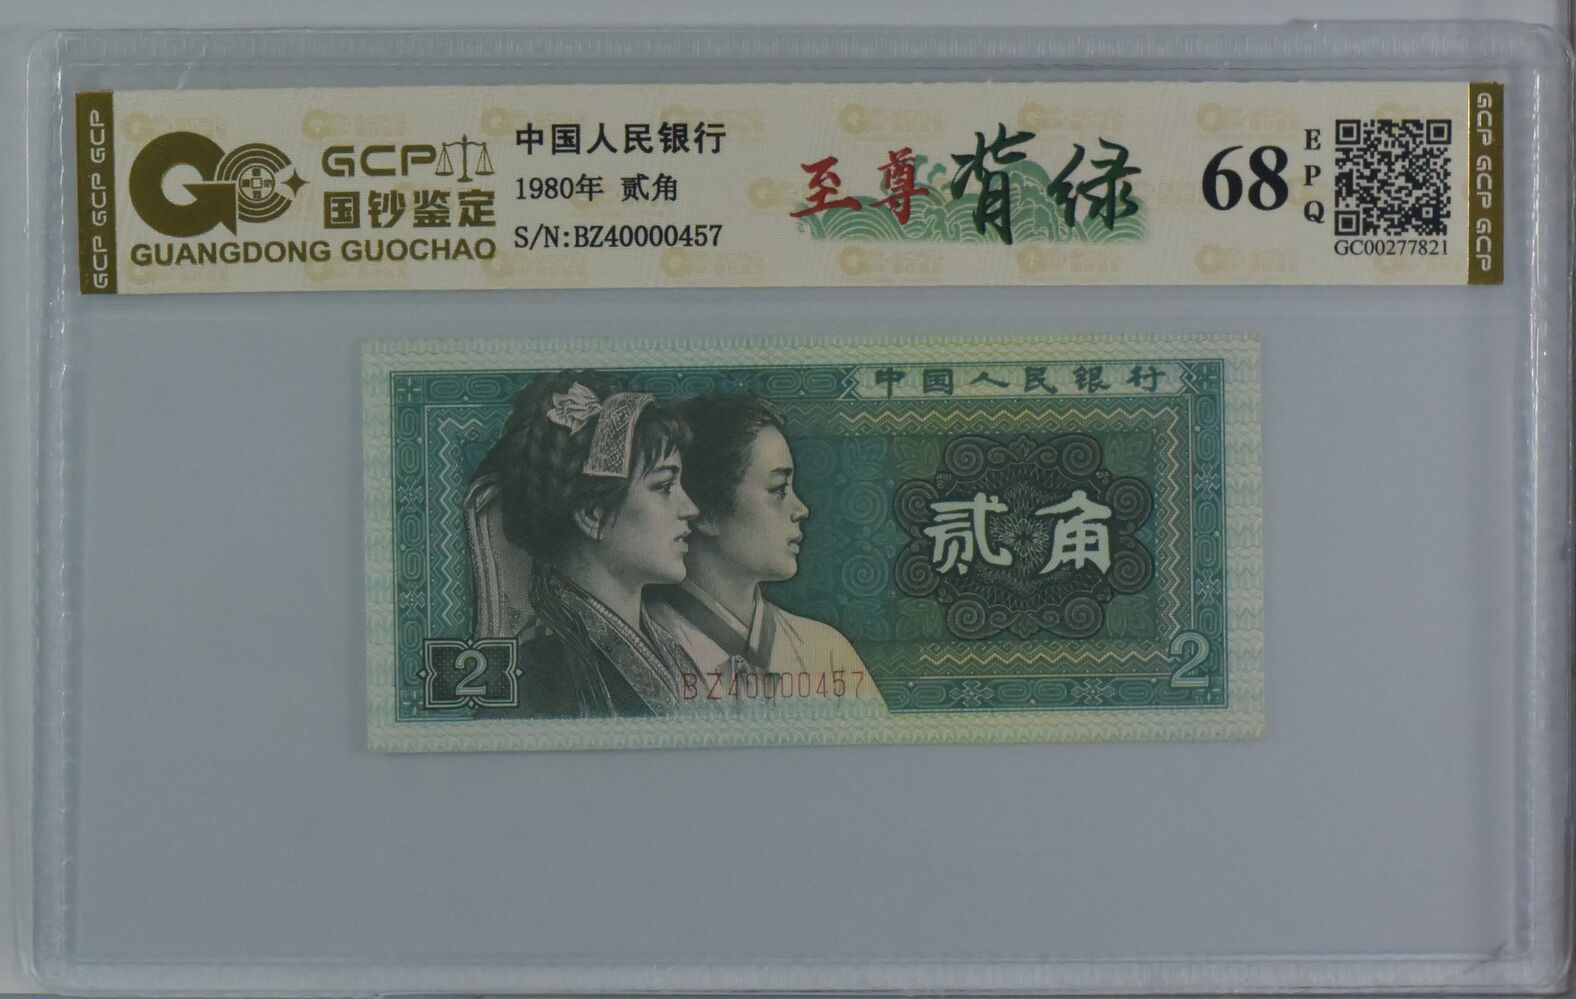 GCP GCP GCP
GCP
国钞鉴定
GUANGDONG GUOCHAO
中国人民银行
1980年 贰角
S/N:BZ40000457
至尊 背绿
68
EPQ
GC00277821
GCP GCP GCP
中国人民银行
贰角
2
BZ40000457
2